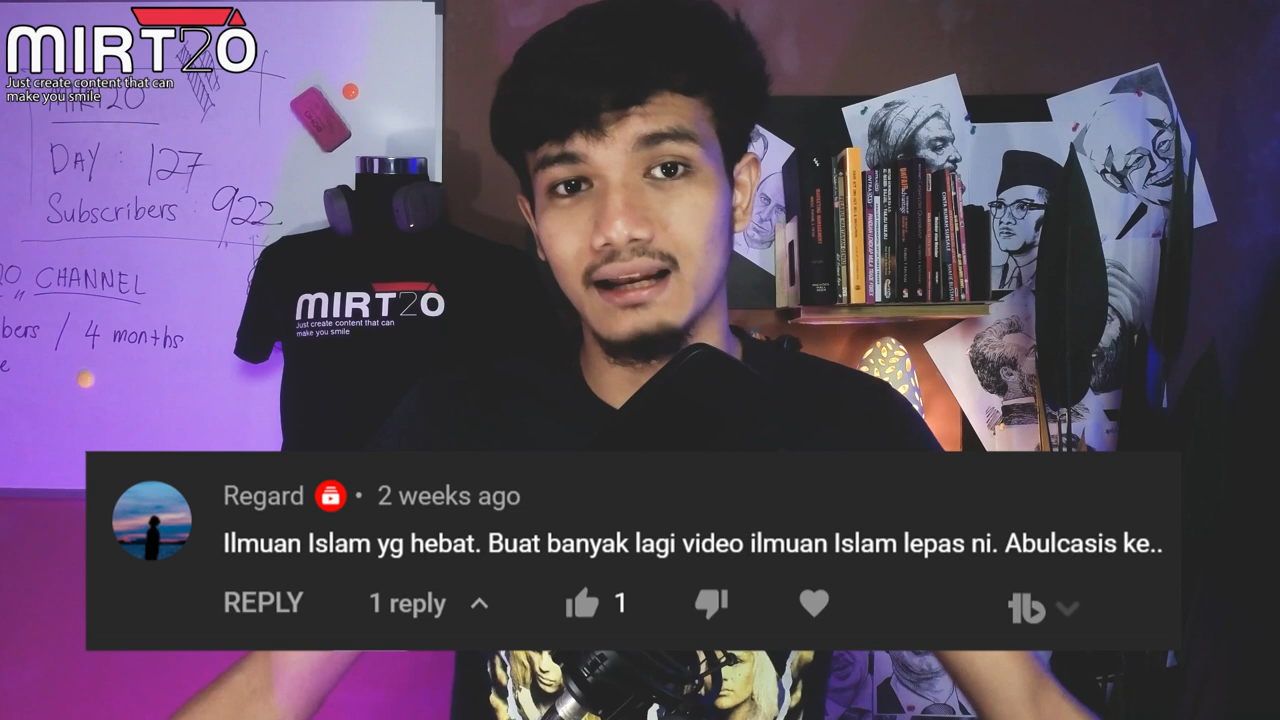 MIRT20
Just create content that can
make you smile
DAY : 127
Subscribers : 922
20 CHANNEL
bers / 4 months
MIRT20
Just create content that can
make you smile
Regard • 2 weeks ago
Ilmuan Islam yg hebat. Buat banyak lagi video ilmuan Islam lepas ni. Abulcasis ke..
REPLY 1 reply 1